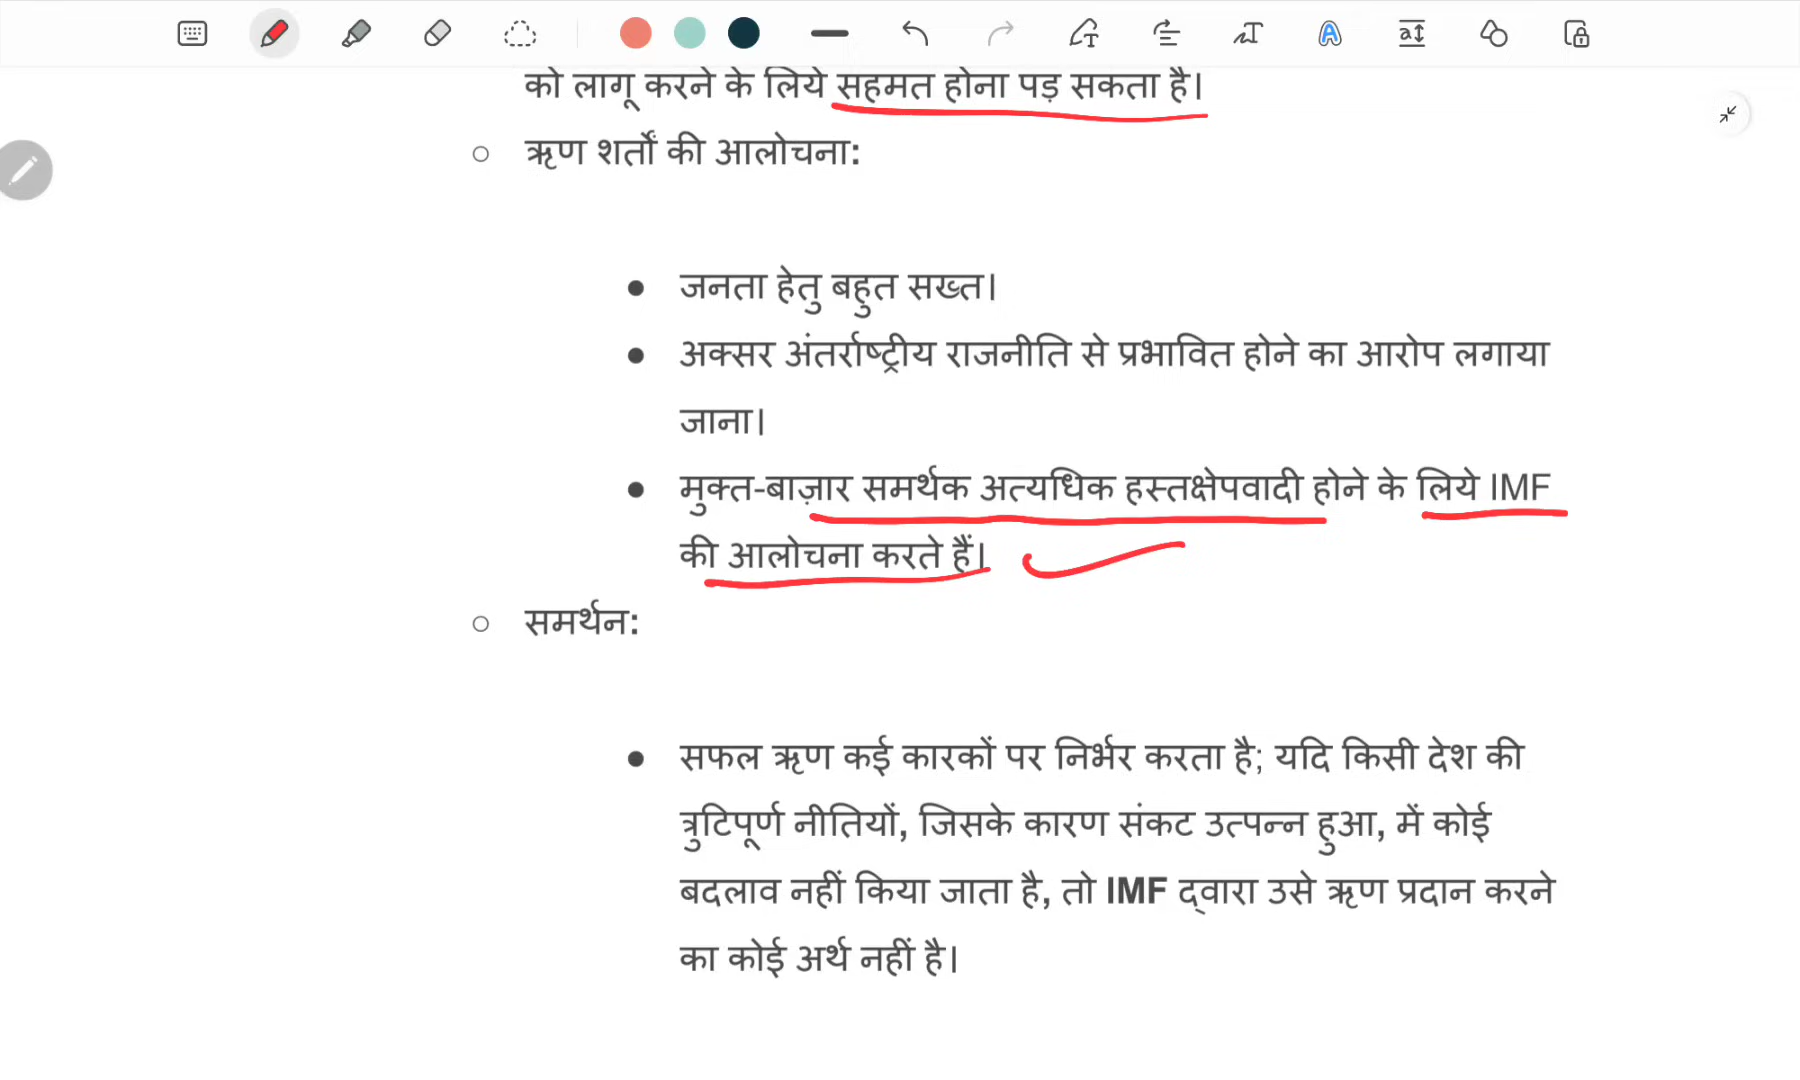 को लागू करने के लिये सहमत होना पड़ सकता है।
○ ऋण शर्तों की आलोचना:
● जनता हेतु बहुत सख्त।
● अक्सर अंतर्राष्ट्रीय राजनीति से प्रभावित होने का आरोप लगाया
जाना।
● मुक्त-बाज़ार समर्थक अत्यधिक हस्तक्षेपवादी होने के लिये IMF
की आलोचना करते हैं।
○ समर्थन:
● सफल ऋण कई कारकों पर निर्भर करता है; यदि किसी देश की
त्रुटिपूर्ण नीतियों, जिसके कारण संकट उत्पन्न हुआ, में कोई
बदलाव नहीं किया जाता है, तो IMF द्वारा उसे ऋण प्रदान करने
का कोई अर्थ नहीं है।